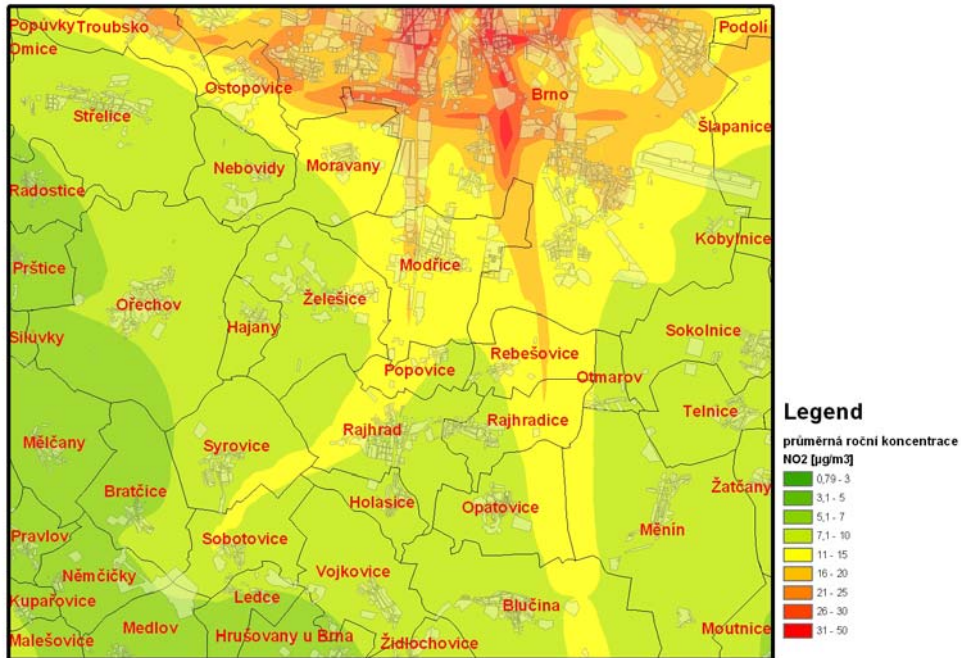 Popůvky
Troubsko
Podolí
Omice
Ostopovice
Brno
Střelice
Šlapanice
Nebovidy
Moravany
Radostice
Kobylnice
Modřice
Prštice
Ořechov
Želešice
Hajany
Sokolnice
Silůvky
Rebešovice
Popovice
Otmarov
Telnice
Rajhradice
Rajhrad
Mělčany
Syrovice
Žatčany
Bratčice
Holasice
Opatovice
Měnín
Pravlov
Sobotovice
Vojkovice
Němčičky
Ledce
Kupařovice
Blučina
Medlov
Hrušovany u Brna
Moutnice
Malešovice
Židlochovice
Legend
průměrná roční koncentrace
NO2 [µg/m3]
0,79 - 3
3,1 - 5
5,1 - 7
7,1 - 10
11 - 15
16 - 20
21 - 25
26 - 30
31 - 50